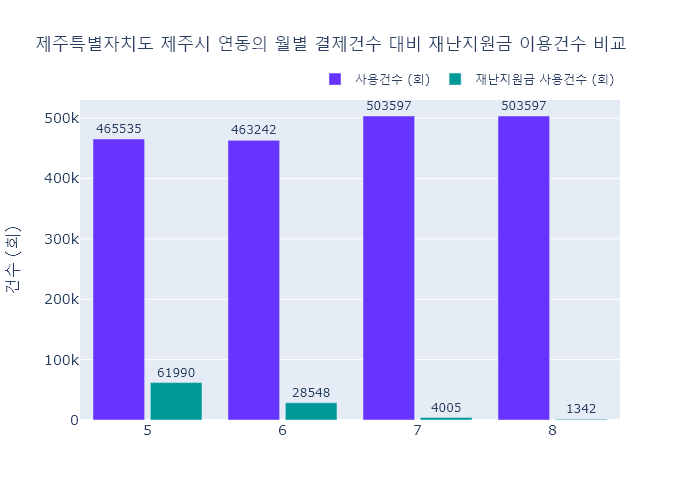 제주특별자치도 제주시 연동의 월별 결제건수 대비 재난지원금 이용건수 비교
사용건수 (회) 재난지원금 사용건수 (회)
건수 (회)
500k
400k
300k
200k
100k
0
465535 463242 503597 503597
61990 28548 4005 1342
5 6 7 8